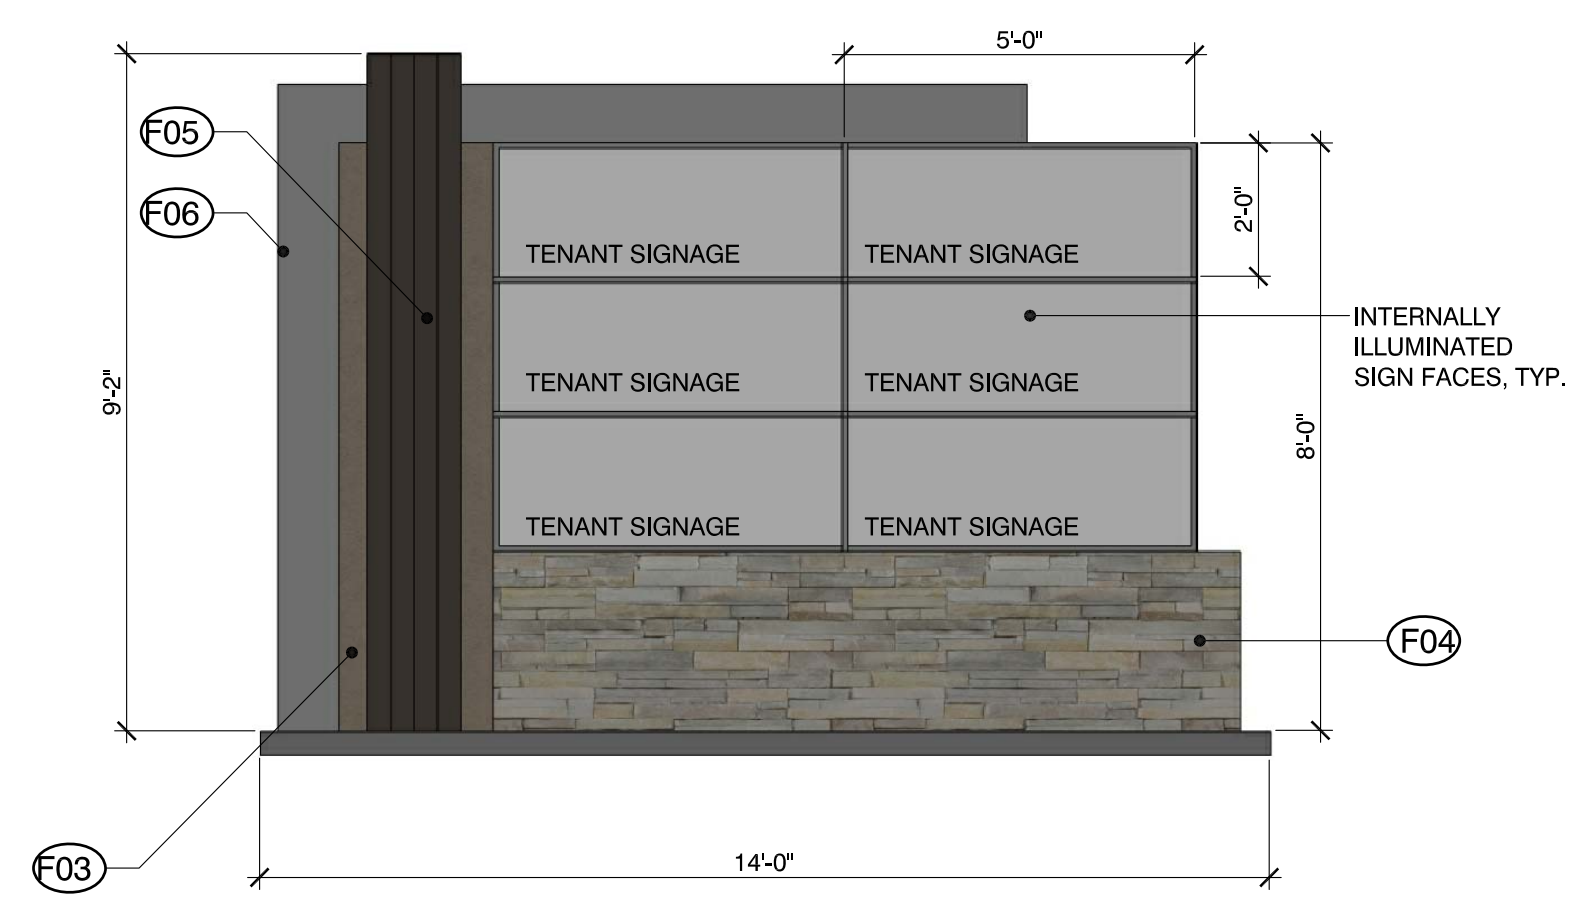 5'-0"
F05
F06
2'-0"
TENANT SIGNAGE
TENANT SIGNAGE
INTERNALLY
ILLUMINATED
SIGN FACES, TYP.
TENANT SIGNAGE
TENANT SIGNAGE
9'-2"
8'-0"
TENANT SIGNAGE
TENANT SIGNAGE
F04
F03
14'-0"